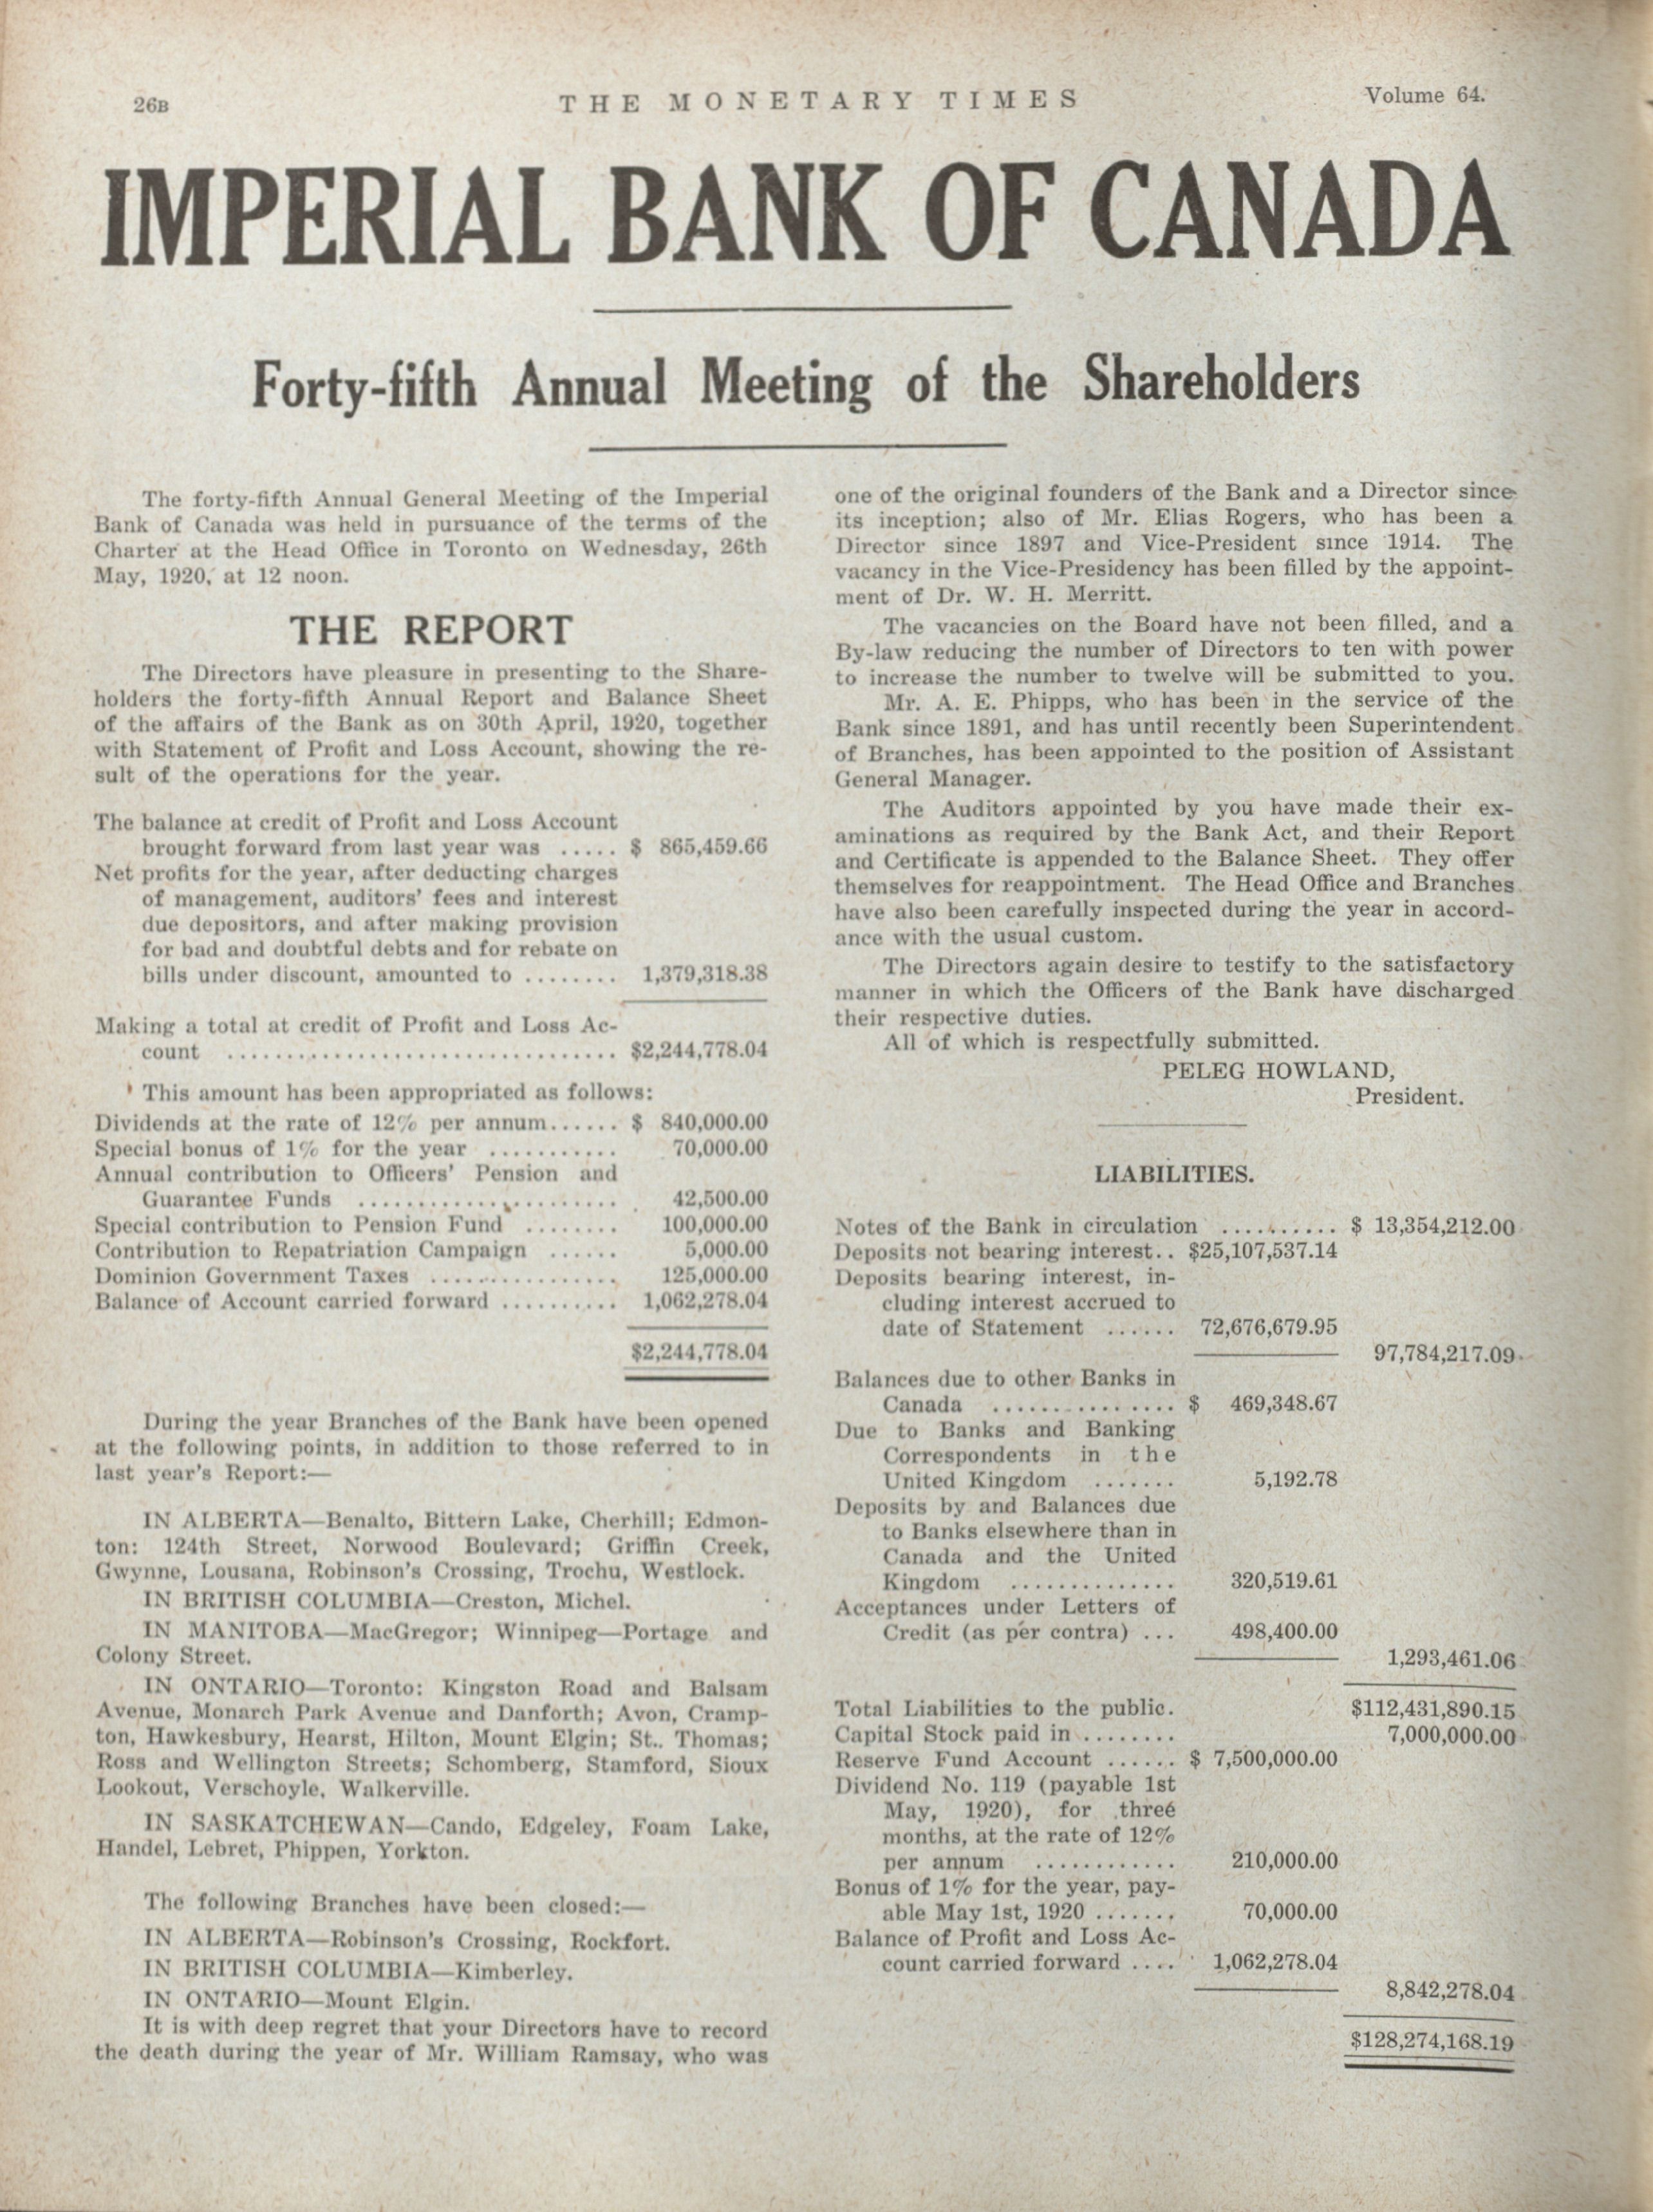 26B
THE MONETARY TIMES
Volume 64.
IMPERIAL BANK OF CANADA
Forty-fifth Annual Meeting of the Shareholders
The forty-fifth Annual General Meeting of the Imperial
Bank of Canada was held in pursuance of the terms of the
Charter at the Head Office in Toronto on Wednesday, 26th
May, 1920, at 12 noon.
THE REPORT
The Directors have pleasure in presenting to the Share-
holders the forty-fifth Annual Report and Balance Sheet
of the affairs of the Bank as on 30th April, 1920, together
with Statement of Profit and Loss Account, showing the re-
sult of the operations for the year.
The balance at credit of Profit and Loss Account
brought forward from last year was ..... $ 865,459.66
Net profits for the year, after deducting charges
of management, auditors' fees and interest
due depositors, and after making provision
for bad and doubtful debts and for rebate on
bills under discount, amounted to ........ 1,379,318.38
Making a total at credit of Profit and Loss Ac-
count ................................. $2,244,778.04
This amount has been appropriated as follows:
Dividends at the rate of 12% per annum...... $ 840,000.00
Special bonus of 1% for the year ........... 70,000.00
Annual contribution to Officers' Pension and
Guarantee Funds ...................... 42,500.00
Special contribution to Pension Fund ........ 100,000.00
Contribution to Repatriation Campaign ...... 5,000.00
Dominion Government Taxes ................ 125,000.00
Balance of Account carried forward .......... 1,062,278.04
$2,244,778.04
During the year Branches of the Bank have been opened
at the following points, in addition to those referred to in
last year's Report:—
IN ALBERTA—Benalto, Bittern Lake, Cherhill; Edmon-
ton: 124th Street, Norwood Boulevard; Griffin Creek,
Gwynne, Lousana, Robinson's Crossing, Trochu, Westlock.
IN BRITISH COLUMBIA—Creston, Michel.
IN MANITOBA—MacGregor; Winnipeg—Portage and
Colony Street.
IN ONTARIO—Toronto: Kingston Road and Balsam
Avenue, Monarch Park Avenue and Danforth; Avon, Cramp-
ton, Hawkesbury, Hearst, Hilton, Mount Elgin; St.. Thomas;
Ross and Wellington Streets; Schomberg, Stamford, Sioux
Lookout, Verschoyle, Walkerville.
IN SASKATCHEWAN—Cando, Edgeley, Foam Lake,
Handel, Lebret, Phippen, Yorkton.
The following Branches have been closed:—
IN ALBERTA—Robinson's Crossing, Rockfort.
IN BRITISH COLUMBIA—Kimberley.
IN ONTARIO—Mount Elgin.
It is with deep regret that your Directors have to record
the death during the year of Mr. William Ramsay, who was
one of the original founders of the Bank and a Director since
its inception; also of Mr. Elias Rogers, who has been a
Director since 1897 and Vice-President since 1914. The
vacancy in the Vice-Presidency has been filled by the appoint-
ment of Dr. W. H. Merritt.
The vacancies on the Board have not been filled, and a
By-law reducing the number of Directors to ten with power
to increase the number to twelve will be submitted to you.
Mr. A. E. Phipps, who has been in the service of the
Bank since 1891, and has until recently been Superintendent
of Branches, has been appointed to the position of Assistant
General Manager.
The Auditors appointed by you have made their ex-
aminations as required by the Bank Act, and their Report
and Certificate is appended to the Balance Sheet. They offer
themselves for reappointment. The Head Office and Branches
have also been carefully inspected during the year in accord-
ance with the usual custom.
The Directors again desire to testify to the satisfactory
manner in which the Officers of the Bank have discharged
their respective duties.
All of which is respectfully submitted.
PELEG HOWLAND,
President.
LIABILITIES.
Notes of the Bank in circulation .......... $ 13,354,212.00
Deposits not bearing interest.. $25,107,537.14
Deposits bearing interest, in-
cluding interest accrued to
date of Statement ...... 72,676,679.95
97,784,217.09
Balances due to other Banks in
Canada ............... $ 469,348.67
Due to Banks and Banking
Correspondents in the
United Kingdom ....... 5,192.78
Deposits by and Balances due
to Banks elsewhere than in
Canada and the United
Kingdom .............. 320,519.61
Acceptances under Letters of
Credit (as per contra) ... 498,400.00
1,293,461.06
Total Liabilities to the public. $112,431,890.15
Capital Stock paid in ........ 7,000,000.00
Reserve Fund Account ...... $ 7,500,000.00
Dividend No. 119 (payable 1st
May, 1920), for three
months, at the rate of 12%
per annum ............ 210,000.00
Bonus of 1% for the year, pay-
able May 1st, 1920 ....... 70,000.00
Balance of Profit and Loss Ac-
count carried forward .... 1,062,278.04
8,842,278.04
$128,274,168.19